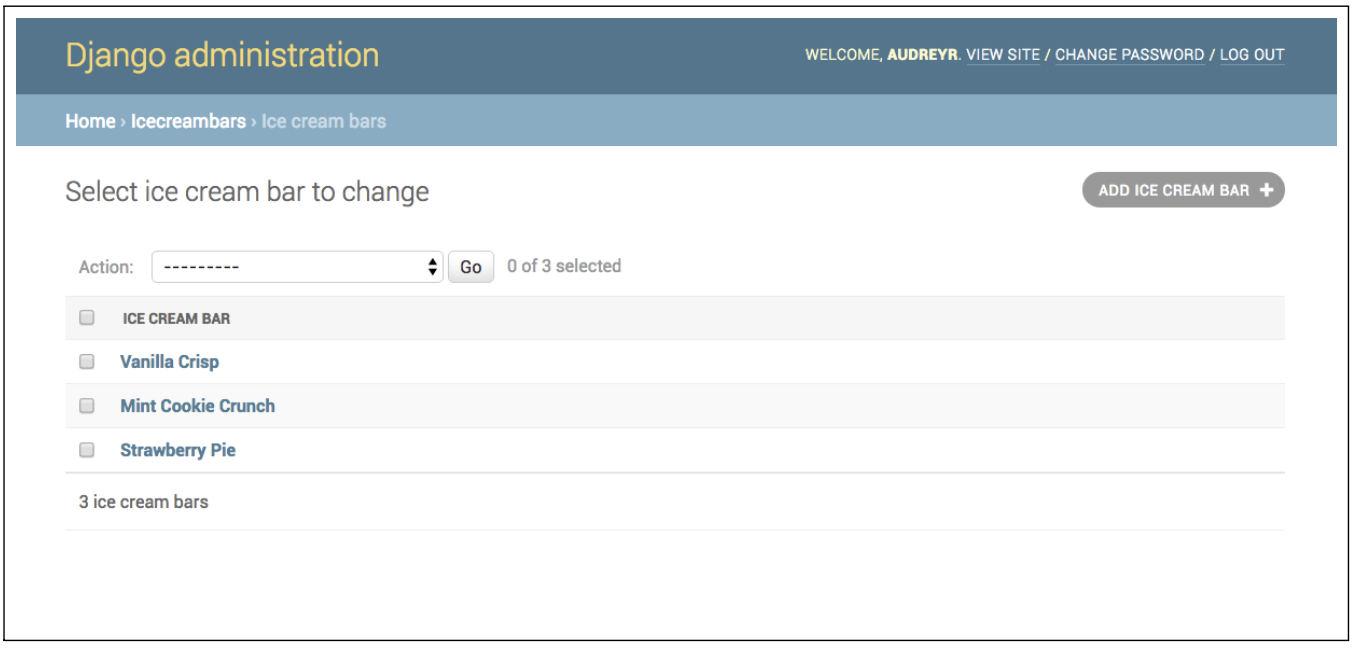 Django administration
WELCOME, AUDREYR. VIEW SITE / CHANGE PASSWORD / LOG OUT
Home › Icecreambars › Ice cream bars
Select ice cream bar to change
ADD ICE CREAM BAR +
Action: --------- Go 0 of 3 selected
ICE CREAM BAR
Vanilla Crisp
Mint Cookie Crunch
Strawberry Pie
3 ice cream bars